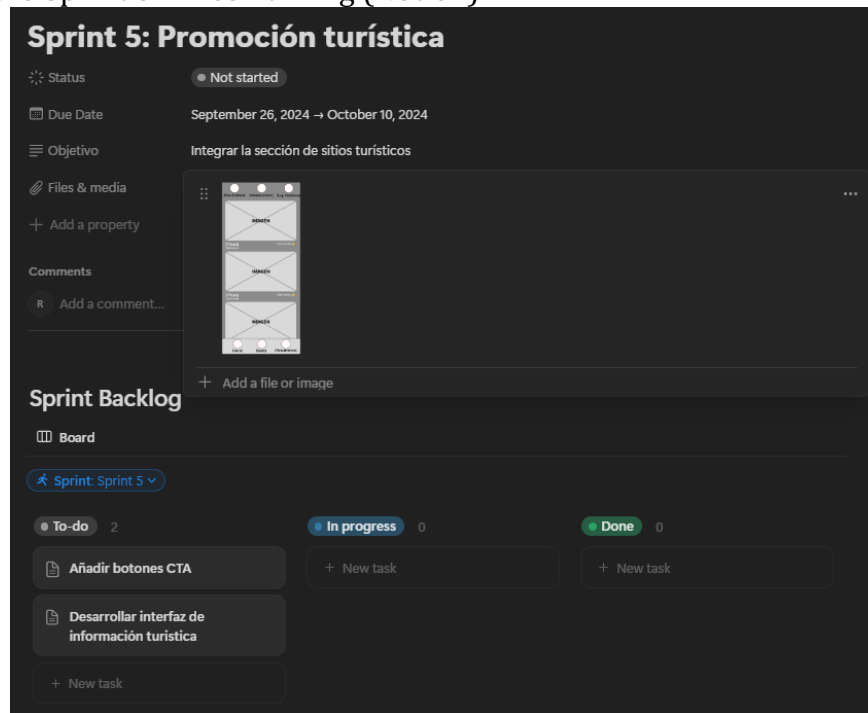 Sprint 5: Promoción turística
Status
Not started
Due Date
September 26, 2024 → October 10, 2024
Objetivo
Integrar la sección de sitios turísticos
Files & media
IMAGEN
IMAGEN
IMAGEN
+ Add a property
Comments
R
Add a comment...
+ Add a file or image
Sprint Backlog
Board
Sprint: Sprint 5
To-do 2
In progress 0
Done 0
Añadir botones CTA
+ New task
+ New task
Desarrollar interfaz de
información turistica
+ New task